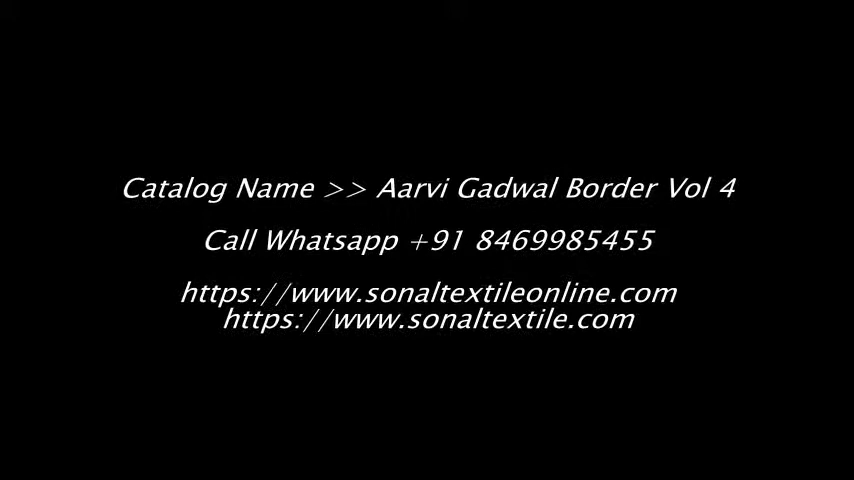 Catalog Name >> Aarvi Gadwal Border Vol 4
Call Whatsapp +91 8469985455
https://www.sonaltextileonline.com
https://www.sonaltextile.com